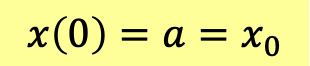 x(0) = a = x₀